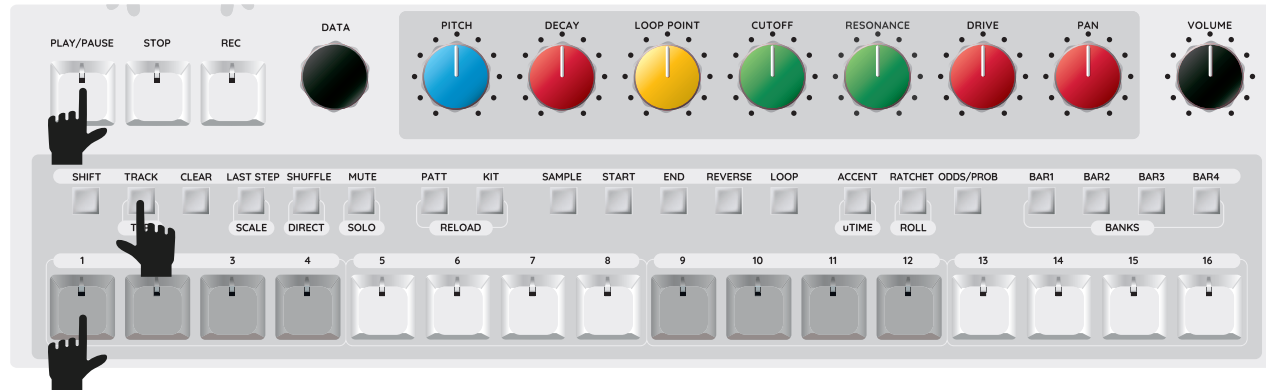 DATA PITCH DECAY LOOP POINT CUTOFF RESONANCE DRIVE PAN VOLUME
PLAY/PAUSE STOP REC
SHIFT TRACK CLEAR LAST STEP SHUFFLE MUTE PATT KIT SAMPLE START END REVERSE LOOP ACCENT RATCHET ODDS/PROB BAR1 BAR2 BAR3 BAR4
SCALE DIRECT SOLO RELOAD uTIME ROLL BANKS
1 3 4 5 6 7 8 9 10 11 12 13 14 15 16